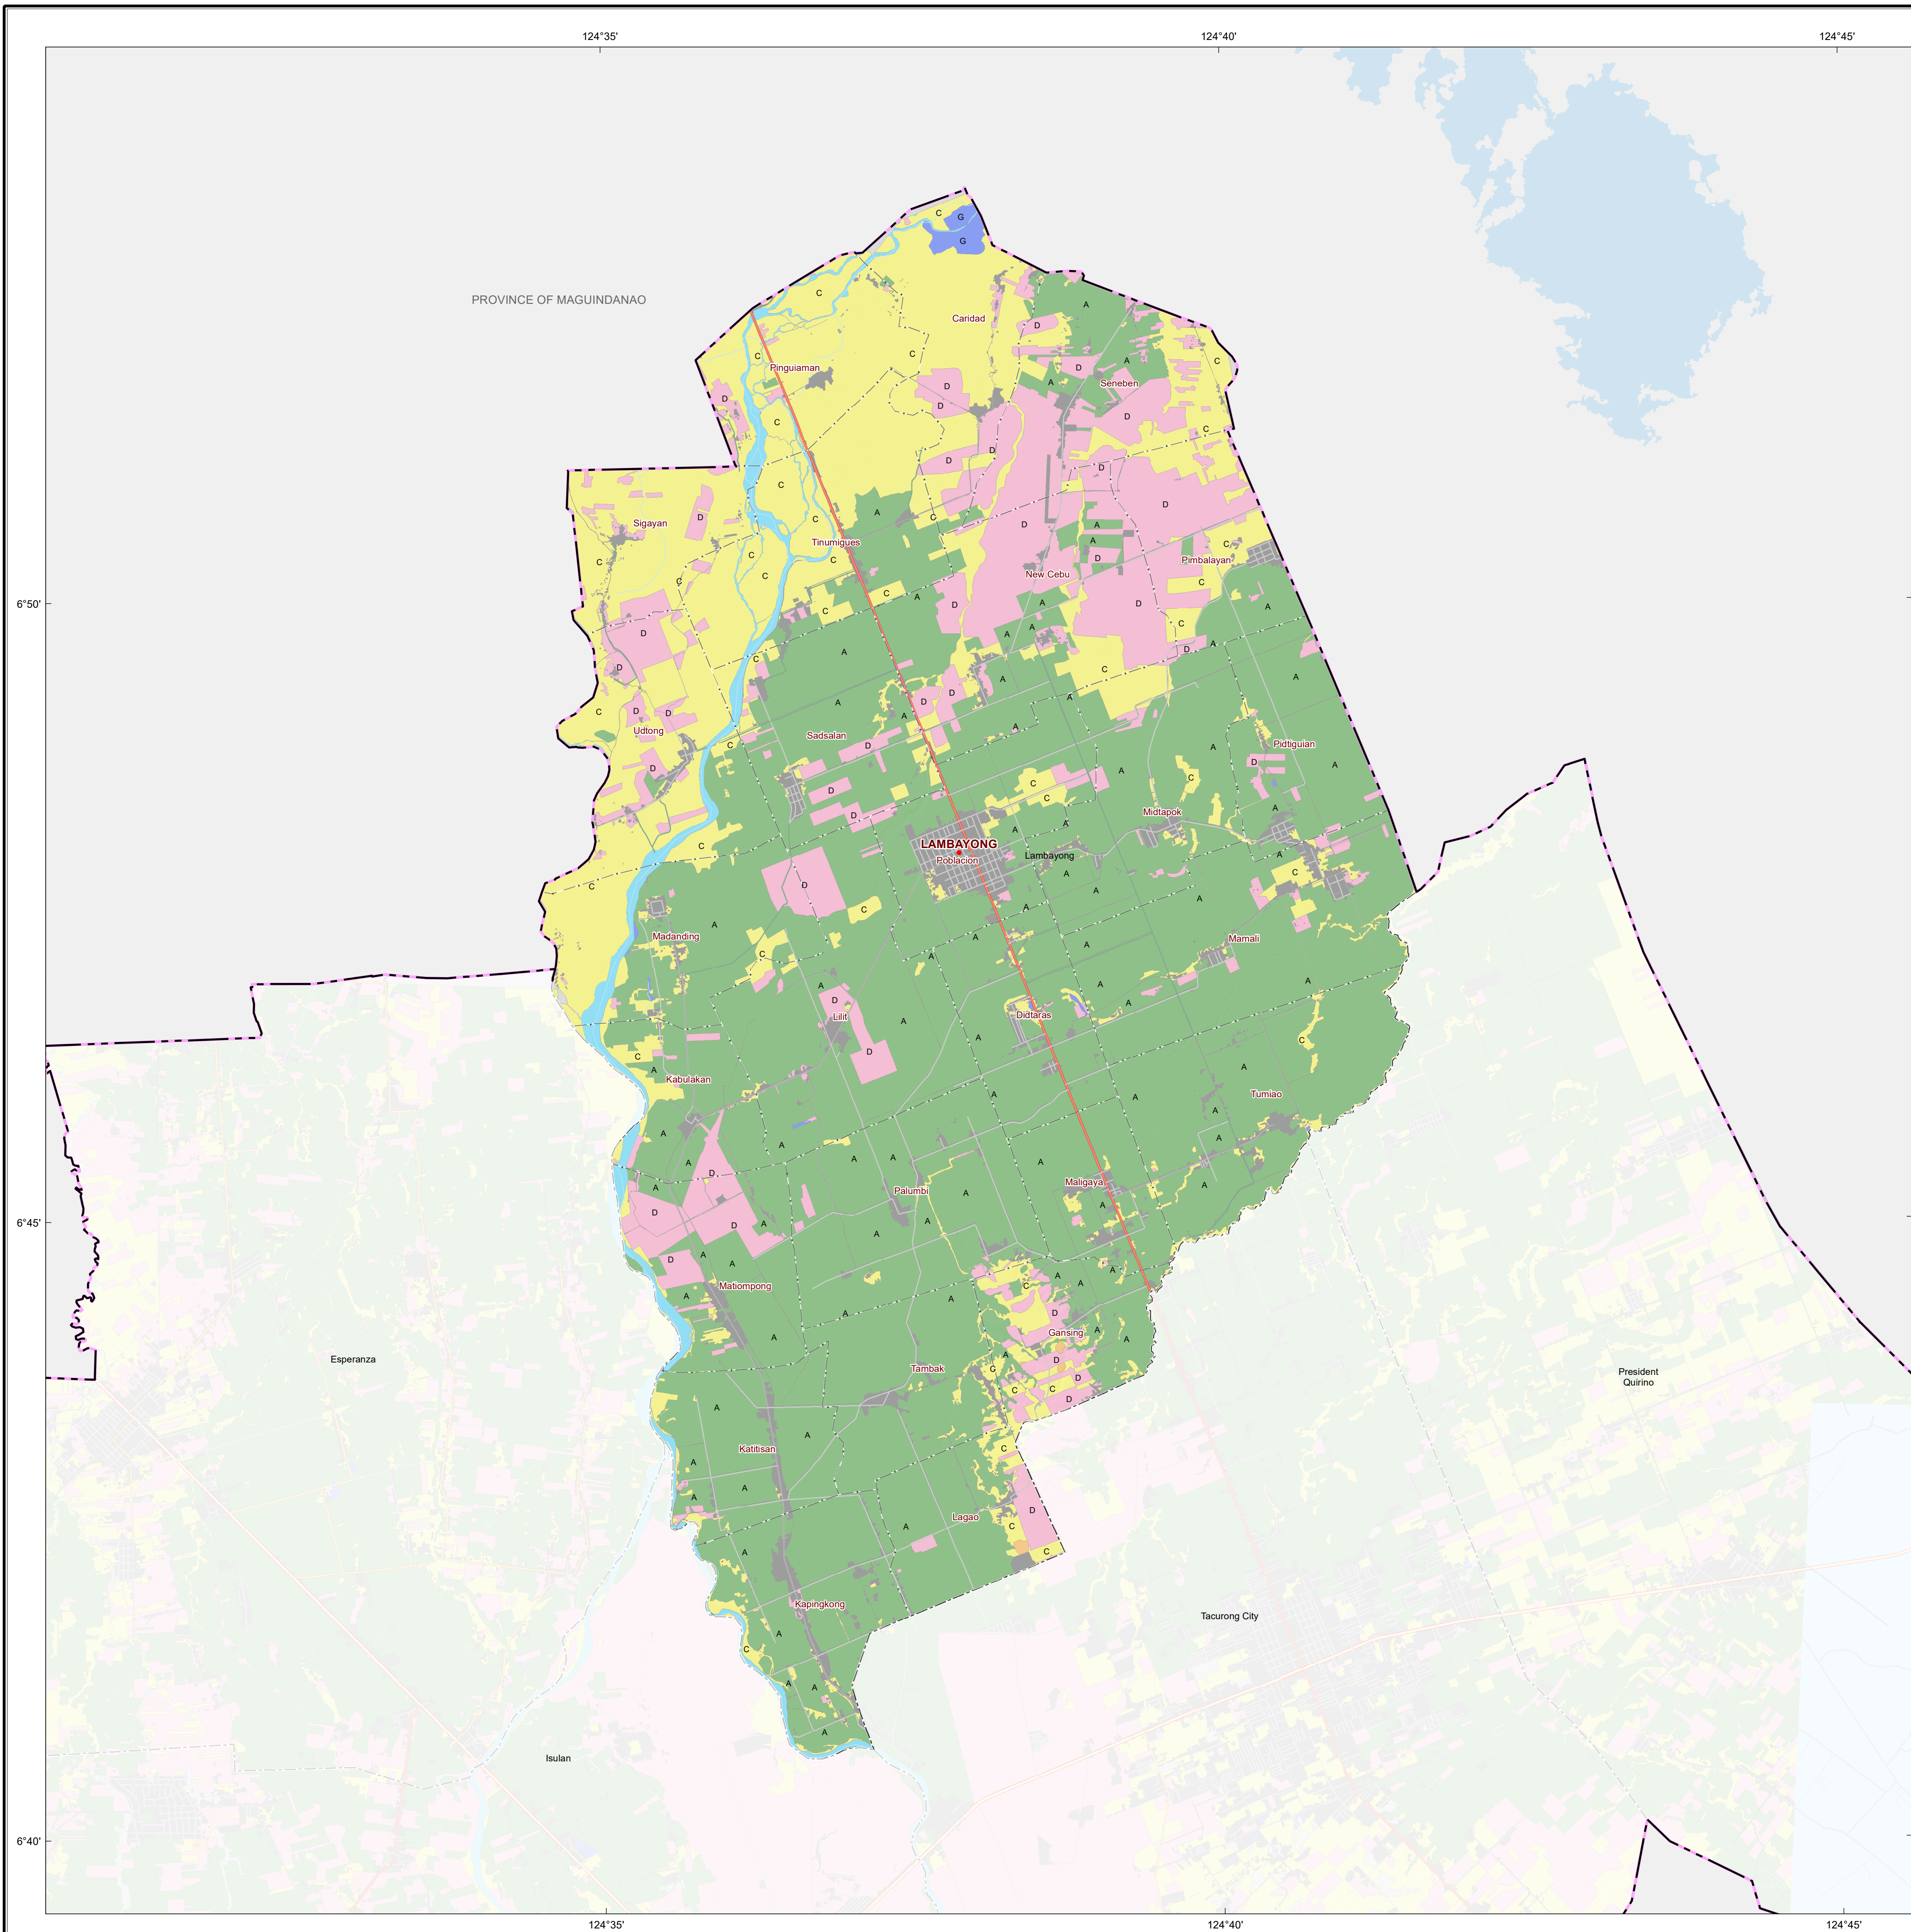 124°35' 124°40' 124°45'
C
G
G
PROVINCE OF MAGUINDANAO
C
A
Caridad
D
C
C
A
C
Pinguiaman
D
A
Seneben
D
D
D
D
C
D
C
D
D
D
C
D
D
A
C
C
D
Sigayan
D
A
Tinumigues
A
C
C
D
C
Pimbalayan
New Cebu
C
C
C
C
A
D
A
D
A
C
6°50'
D
A
A
C
A
D
A
D
C
C
A
A
D
A
D
A
C
D
D
A
A
Udtong
Sadsalan
D
C
A
Pidtiguian
D
D
A
A
C
C
D
C
A
Midtapok
D
A
A
LAMBAYONG
Poblacion
Lambayong
C
A
C
D
A
C
A
C
A
A
A
Madanding
A
A
Mamali
C
A
A
A
A
D
A
Lilit
A
Didtaras
A
D
C
C
A
Kabulakan
A
A
Tumiao
A
A
A
A
A
A
A
A
A
D
Maligaya
A
A
Palumbi
A
D
A
D
A
A
A
6°45'
D
A
A
A
A
A
Matiompong
C
A
A
A
D
A
Gansing
A
A
A
Esperanza
D
Tambak
C
D
C
C
D
President
Quirino
A
A
Katitisan
C
A
A
A
Lagao
A
D
C
A
C
Kapingkong
Tacurong City
A
C
A
A
A
Isulan
6°40'
124°35' 124°40' 124°45'